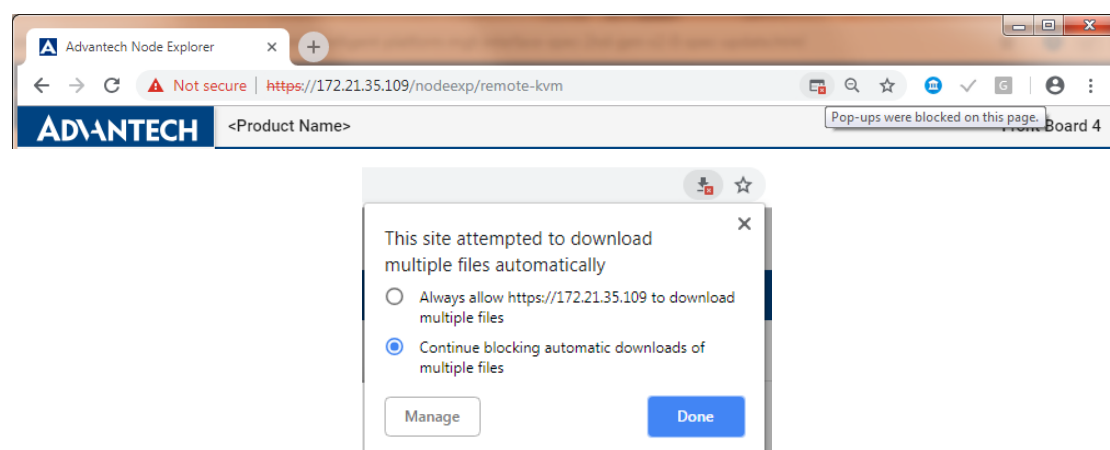 Advantech Node Explorer
Not secure | https://172.21.35.109/nodeexp/remote-kvm
G
ADVANTECH
<Product Name>
Pop-ups were blocked on this page.
Board 4
This site attempted to download
multiple files automatically
Always allow https://172.21.35.109 to download
multiple files
Continue blocking automatic downloads of
multiple files
Manage
Done